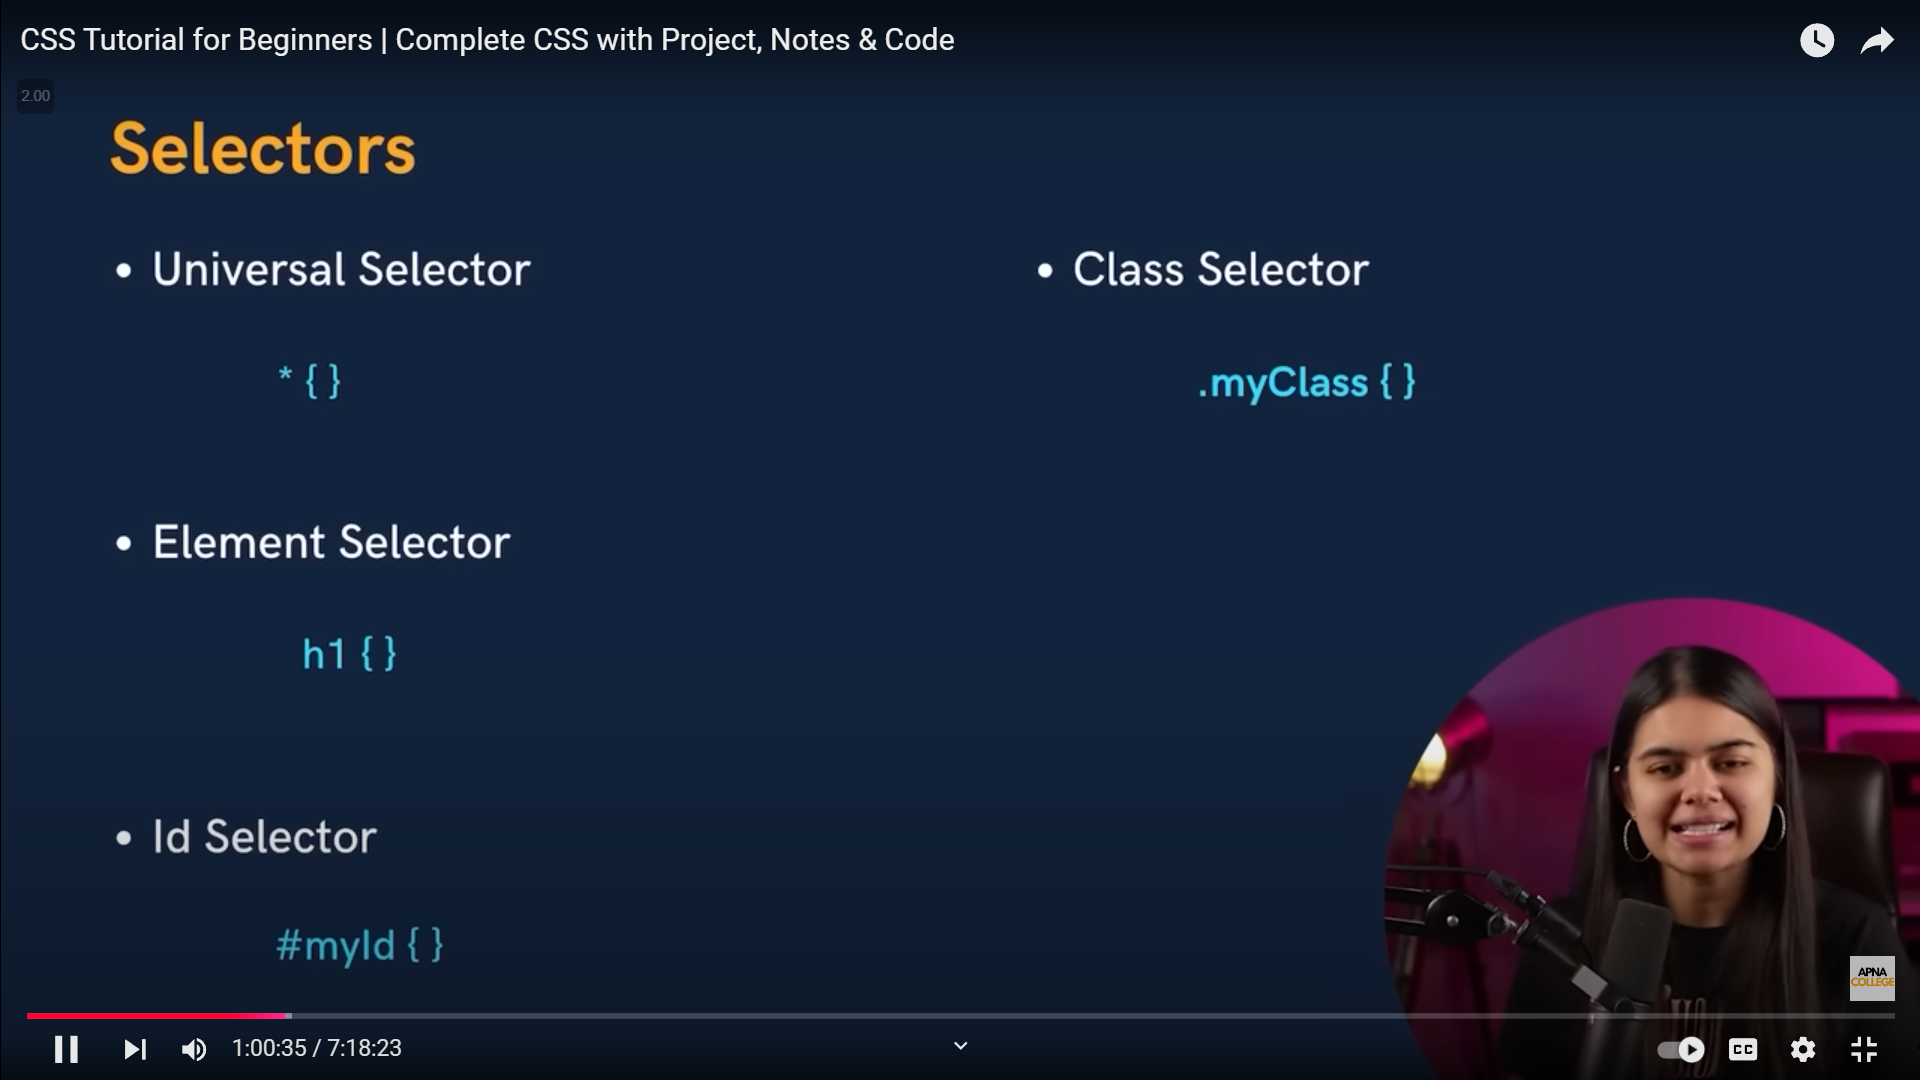 CSS Tutorial for Beginners | Complete CSS with Project, Notes & Code
2.00
Selectors
• Universal Selector
* { }
• Element Selector
h1 { }
• Id Selector
#myId { }
• Class Selector
.myClass { }
APNA
COLLEGE
1:00:35 / 7:18:23
CC